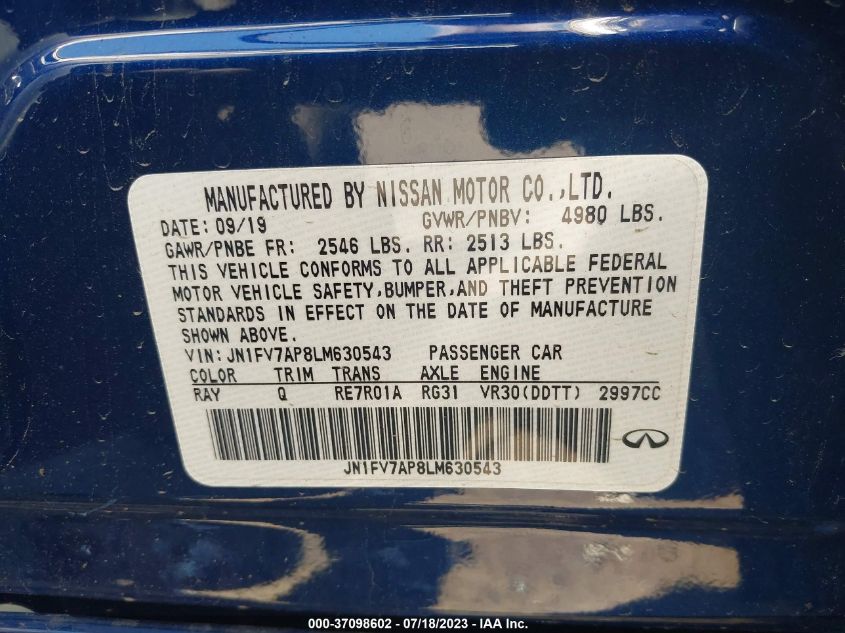 MANUFACTURED BY NISSAN MOTOR CO.,LTD.
DATE: 09/19 GVWR/PNBV: 4980 LBS.
GAWR/PNBE FR: 2546 LBS. RR: 2513 LBS.
THIS VEHICLE CONFORMS TO ALL APPLICABLE FEDERAL
MOTOR VEHICLE SAFETY,BUMPER,AND THEFT PREVENTION
STANDARDS IN EFFECT ON THE DATE OF MANUFACTURE
SHOWN ABOVE.
VIN:JN1FV7AP8LM630543 PASSENGER CAR
COLOR TRIM TRANS AXLE ENGINE
RAY Q RE7R01A RG31 VR30(DDTT) 2997CC
JN1FV7AP8LM630543
000-37098602 - 07/18/2023 - IAA Inc.